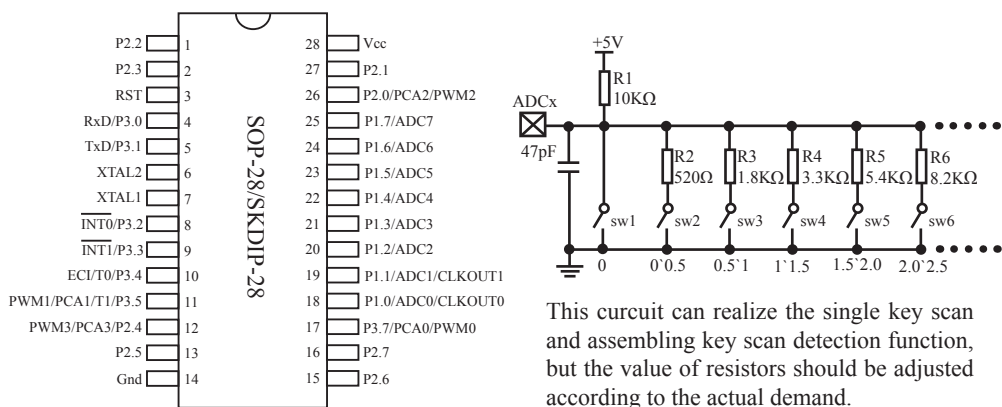 P2.2 1
P2.3 2
RST 3
RxD/P3.0 4
TxD/P3.1 5
XTAL2 6
XTAL1 7
INT0/P3.2 8
INT1/P3.3 9
ECI/T0/P3.4 10
PWM1/PCA1/T1/P3.5 11
PWM3/PCA3/P2.4 12
P2.5 13
Gnd 14
SOP-28/SKDIP-28
28 Vcc
27 P2.1
26 P2.0/PCA2/PWM2
25 P1.7/ADC7
24 P1.6/ADC6
23 P1.5/ADC5
22 P1.4/ADC4
21 P1.3/ADC3
20 P1.2/ADC2
19 P1.1/ADC1/CLKOUT1
18 P1.0/ADC0/CLKOUT0
17 P3.7/PCA0/PWM0
16 P2.7
15 P2.6
+5V
R1
10KΩ
ADCx
47pF
R2 R3 R4 R5 R6
520Ω 1.8KΩ 3.3KΩ 5.4KΩ 8.2KΩ
sw1 sw2 sw3 sw4 sw5 sw6
0 0`0.5 0.5`1 1`1.5 1.5`2.0 2.0`2.5
This curcuit can realize the single key scan
and assembling key scan detection function,
but the value of resistors should be adjusted
according to the actual demand.